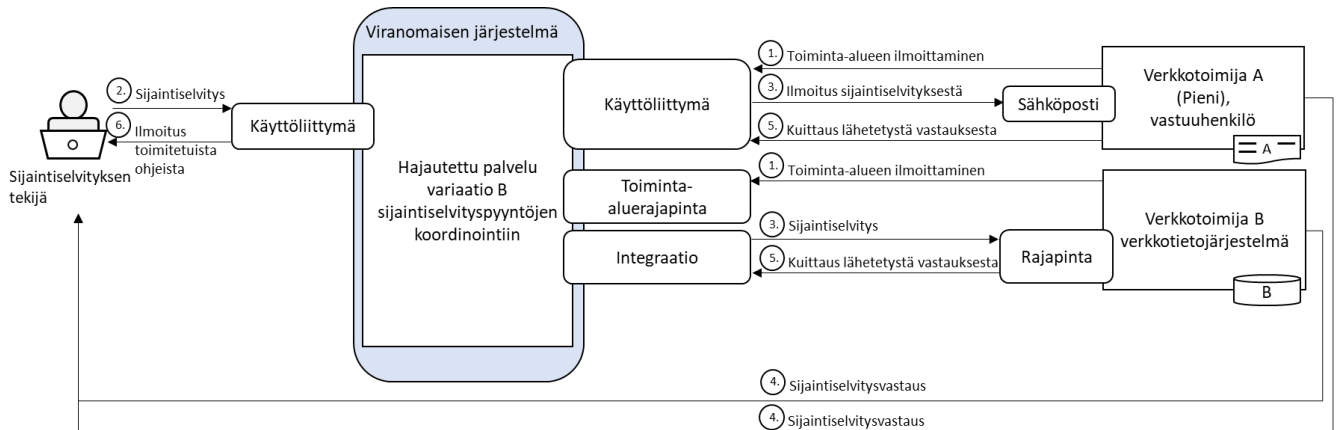 Viranomaisen järjestelmä
2. Sijaintiselvitys
6. Ilmoitus
toimitetuista
ohjeista
Sijaintiselvityksen
tekijä
Käyttöliittymä
Hajautettu palvelu
variaatio B
sijaintiselvityspyyntöjen
koordinointiin
Käyttöliittymä
Toiminta-
aluerajapinta
Integraatio
1. Toiminta-alueen ilmoittaminen
3. Ilmoitus sijaintiselvityksestä
5. Kuittaus lähetetystä vastauksesta
1. Toiminta-alueen ilmoittaminen
3. Sijaintiselvitys
5. Kuittaus lähetetystä vastauksesta
Sähköposti
Verkkotoimija A
(Pieni),
vastuuhenkilö
A
Verkkotoimija B
verkkotietojärjestelmä
Rajapinta
B
4. Sijaintiselvitysvastaus
4. Sijaintiselvitysvastaus